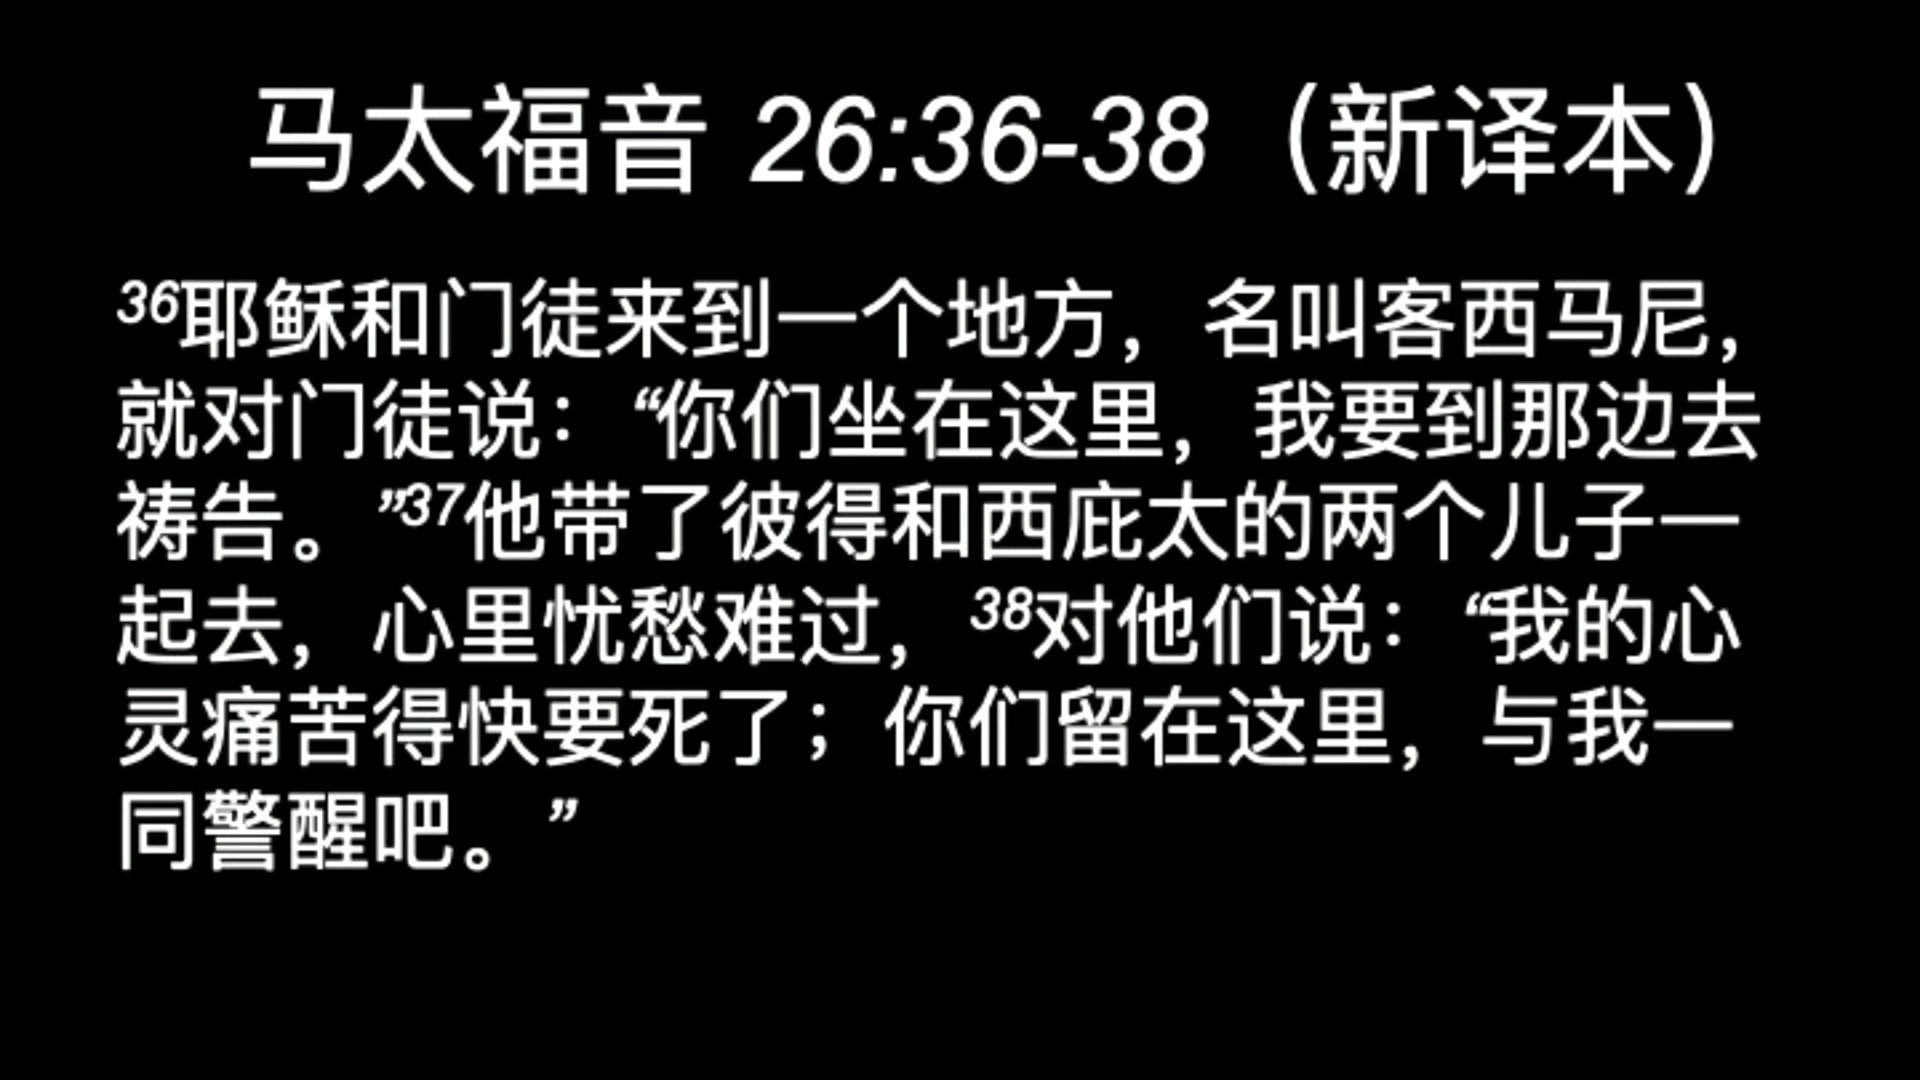 马太福音 26:36-38（新译本）
36耶稣和门徒来到一个地方，名叫客西马尼，
就对门徒说：“你们坐在这里，我要到那边去
祷告。”37他带了彼得和西庇太的两个儿子一
起去，心里忧愁难过，38对他们说：“我的心
灵痛苦得快要死了；你们留在这里，与我一
同警醒吧。”